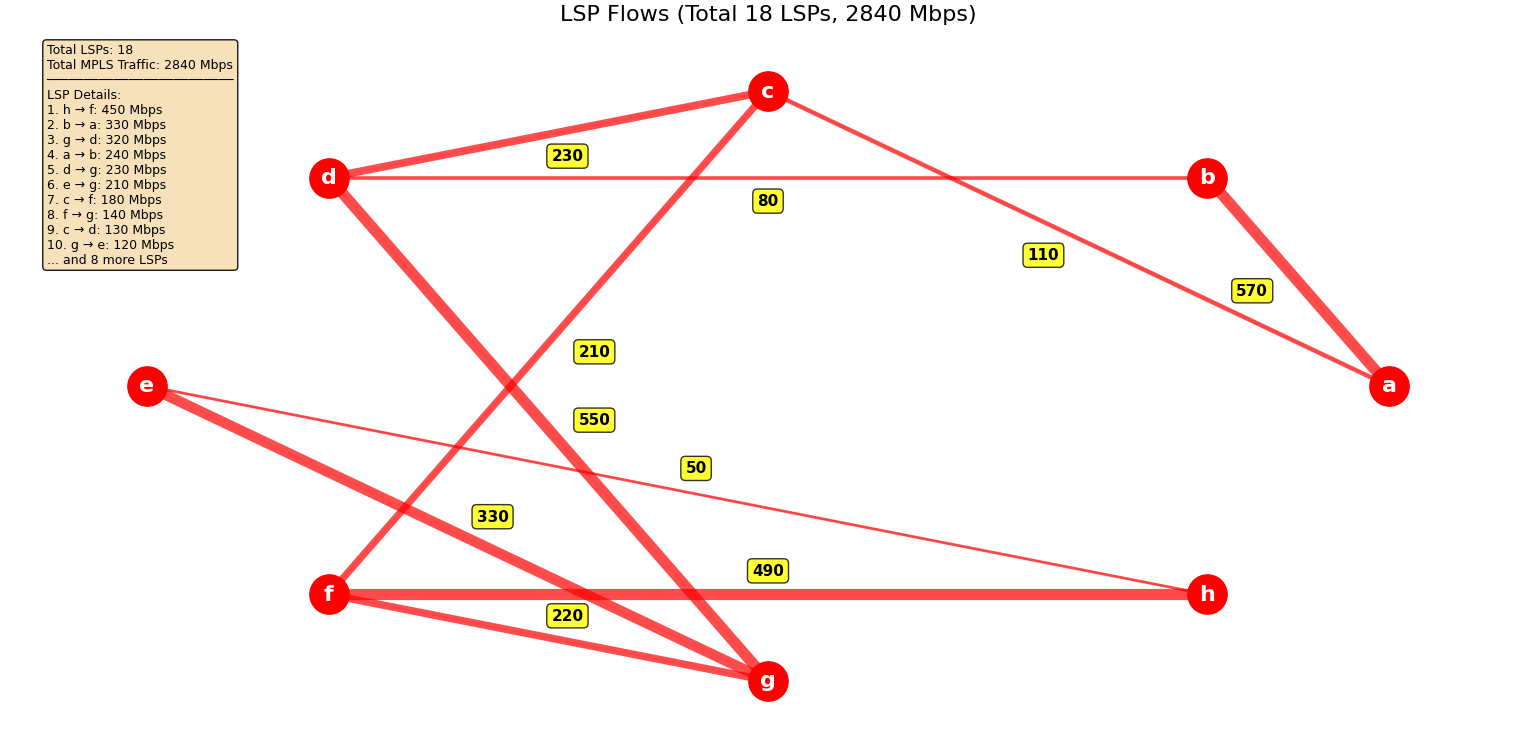 LSP Flows (Total 18 LSPs, 2840 Mbps)
Total LSPs: 18
Total MPLS Traffic: 2840 Mbps
LSP Details:
1. h → f: 450 Mbps
2. b → a: 330 Mbps
3. g → d: 320 Mbps
4. a → b: 240 Mbps
5. d → g: 230 Mbps
6. e → g: 210 Mbps
7. c → f: 180 Mbps
8. f → g: 140 Mbps
9. c → d: 130 Mbps
10. g → e: 120 Mbps
... and 8 more LSPs
c
230
d
b
80
110
570
210
e
a
550
50
330
490
f
h
220
g